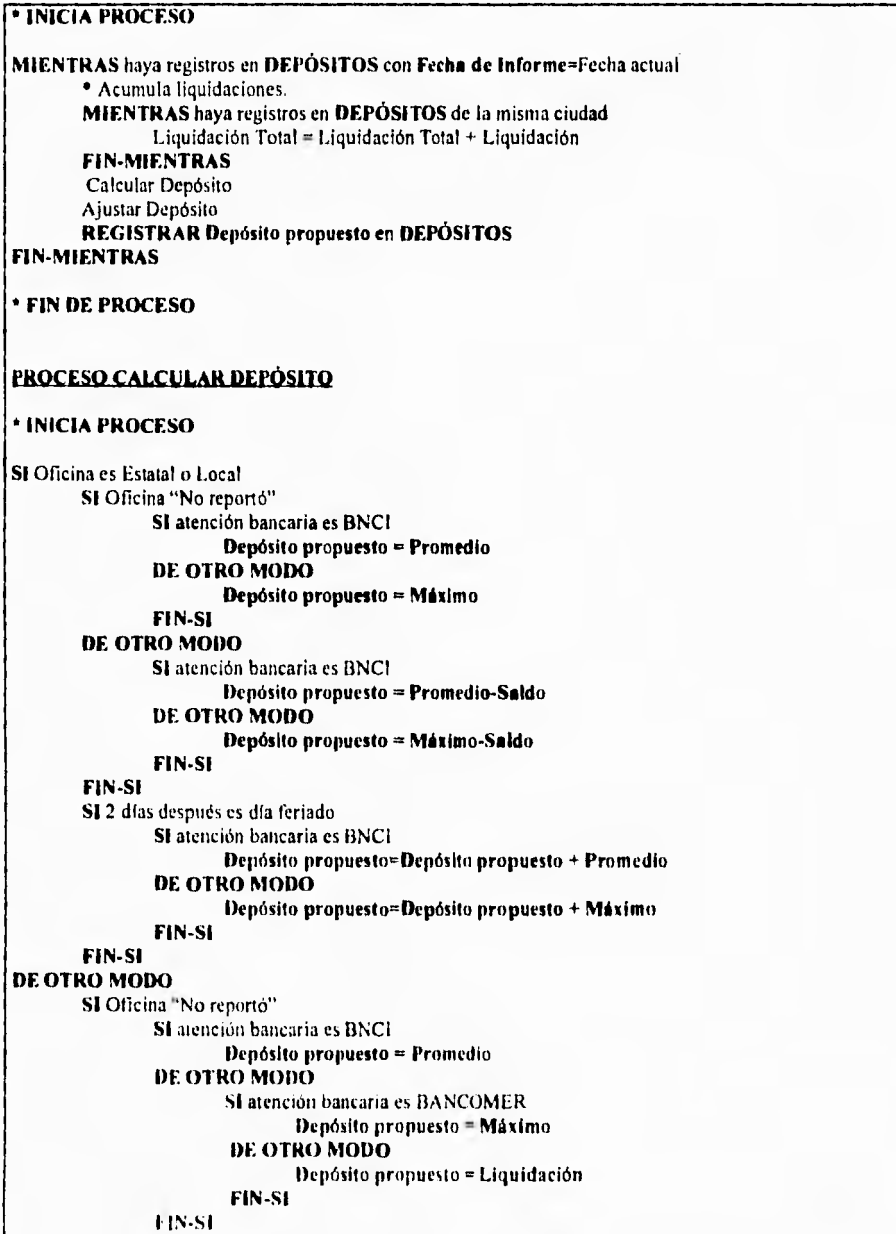 * INICIA PROCESO
MIENTRAS haya registros en DEPÓSITOS con Fecha de Informe=Fecha actual
* Acumula liquidaciones.
MIENTRAS haya registros en DEPÓSITOS de la misma ciudad
Liquidación Total = Liquidación Total + Liquidación
FIN-MIENTRAS
Calcular Depósito
Ajustar Depósito
REGISTRAR Depósito propuesto en DEPÓSITOS
FIN-MIENTRAS
* FIN DE PROCESO
PROCESO CALCULAR DEPÓSITO
* INICIA PROCESO
SI Oficina es Estatal o Local
SI Oficina "No reportó"
SI atención bancaria es BNCI
Depósito propuesto = Promedio
DE OTRO MODO
Depósito propuesto = Máximo
FIN-SI
DE OTRO MODO
SI atención bancaria es BNCI
Depósito propuesto = Promedio-Saldo
DE OTRO MODO
Depósito propuesto = Máximo-Saldo
FIN-SI
FIN-SI
SI 2 días después es día feriado
SI atención bancaria es BNCI
Depósito propuesto=Depósito propuesto + Promedio
DE OTRO MODO
Depósito propuesto=Depósito propuesto + Máximo
FIN-SI
FIN-SI
DE OTRO MODO
SI Oficina "No reportó"
SI atención bancaria es BNCI
Depósito propuesto = Promedio
DE OTRO MODO
SI atención bancaria es BANCOMER
Depósito propuesto = Máximo
DE OTRO MODO
Depósito propuesto = Liquidación
FIN-SI
FIN-SI